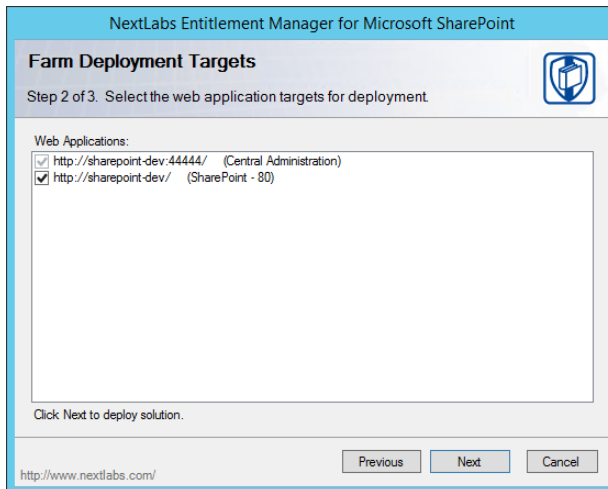 NextLabs Entitlement Manager for Microsoft SharePoint
Farm Deployment Targets
Step 2 of 3. Select the web application targets for deployment.
Web Applications:
http://sharepoint-dev:44444/ (Central Administration)
http://sharepoint-dev/ (SharePoint - 80)
Click Next to deploy solution.
Previous Next Cancel
http://www.nextlabs.com/